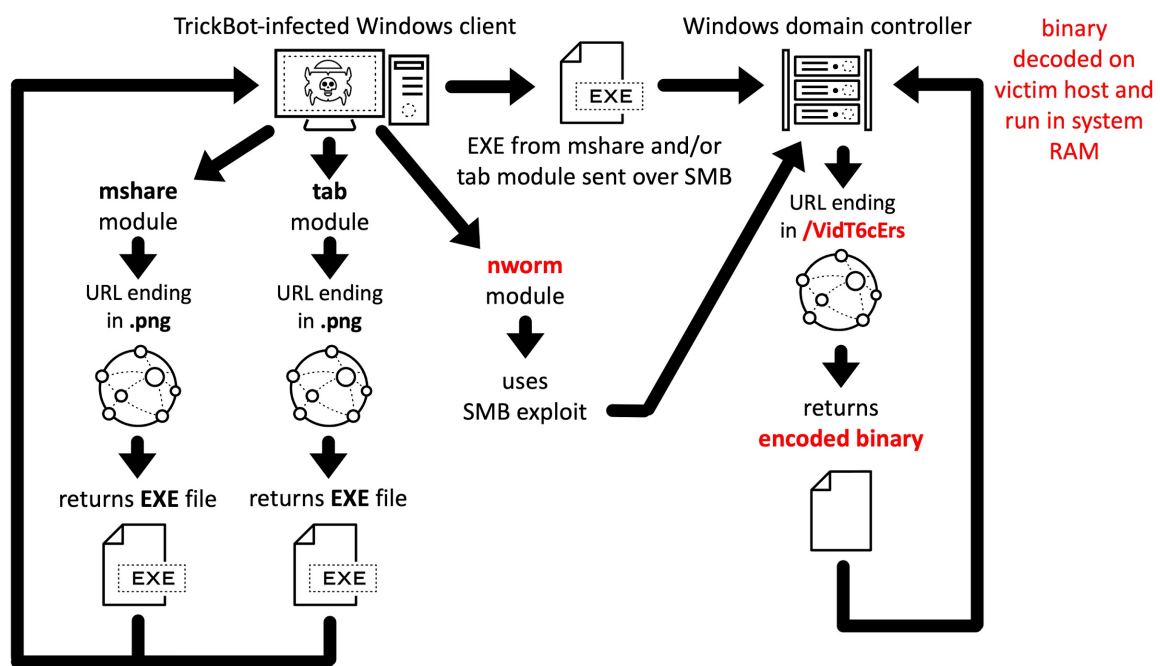 TrickBot-infected Windows client
Windows domain controller
binary
decoded on
victim host and
run in system
RAM
EXE
EXE from mshare and/or
tab module sent over SMB
mshare
module
tab
module
URL ending
in /VidT6cErs
nworm
module
URL ending
in .png
URL ending
in .png
uses
SMB exploit
returns
encoded binary
returns EXE file
returns EXE file
EXE
EXE